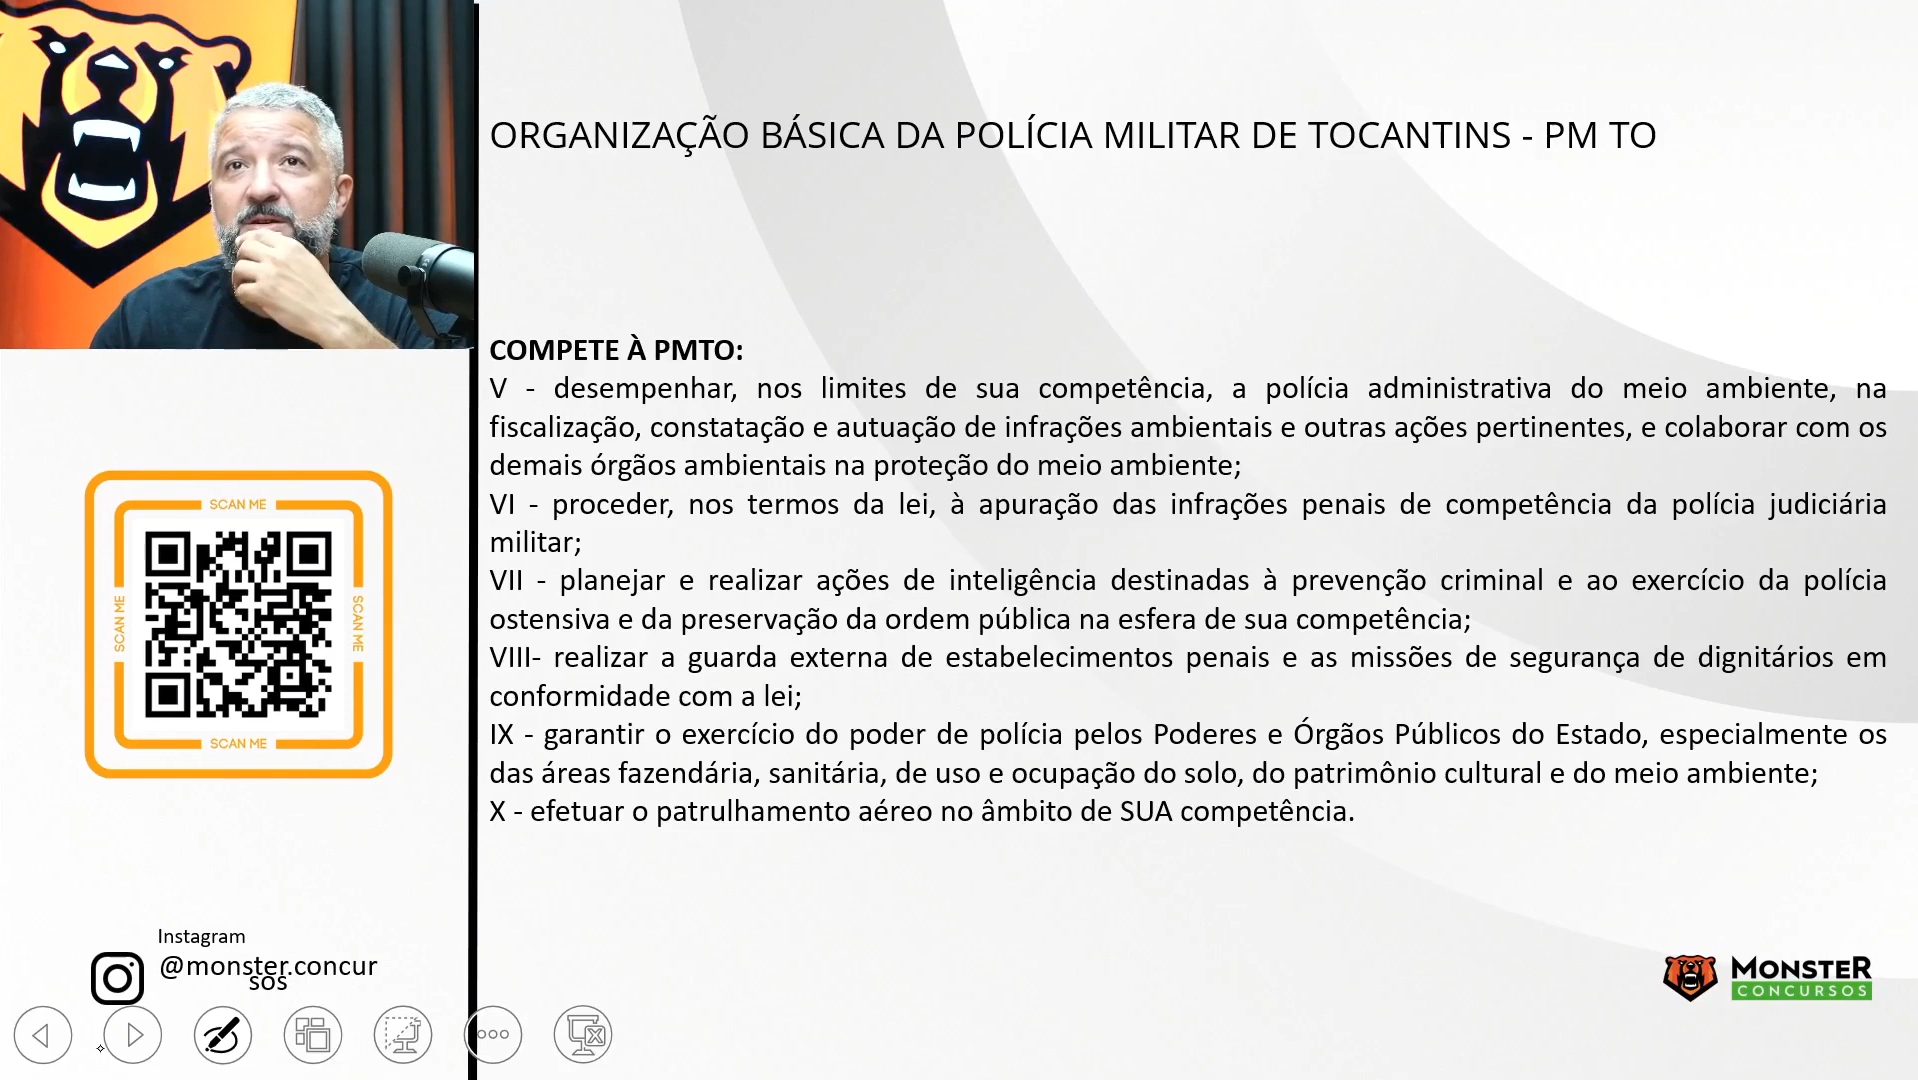 ORGANIZAÇÃO BÁSICA DA POLÍCIA MILITAR DE TOCANTINS - PM TO
COMPETE À PMTO:
V - desempenhar, nos limites de sua competência, a polícia administrativa do meio ambiente, na
fiscalização, constatação e autuação de infrações ambientais e outras ações pertinentes, e colaborar com os
demais órgãos ambientais na proteção do meio ambiente;
VI - proceder, nos termos da lei, à apuração das infrações penais de competência da polícia judiciária
militar;
VII - planejar e realizar ações de inteligência destinadas à prevenção criminal e ao exercício da polícia
ostensiva e da preservação da ordem pública na esfera de sua competência;
VIII- realizar a guarda externa de estabelecimentos penais e as missões de segurança de dignitários em
conformidade com a lei;
IX - garantir o exercício do poder de polícia pelos Poderes e Órgãos Públicos do Estado, especialmente os
das áreas fazendária, sanitária, de uso e ocupação do solo, do patrimônio cultural e do meio ambiente;
X - efetuar o patrulhamento aéreo no âmbito de SUA competência.
SCAN ME
SCAN ME
SCAN ME
SCAN ME
Instagram
@monster.concur
sos
MONSTER
CONCURSOS